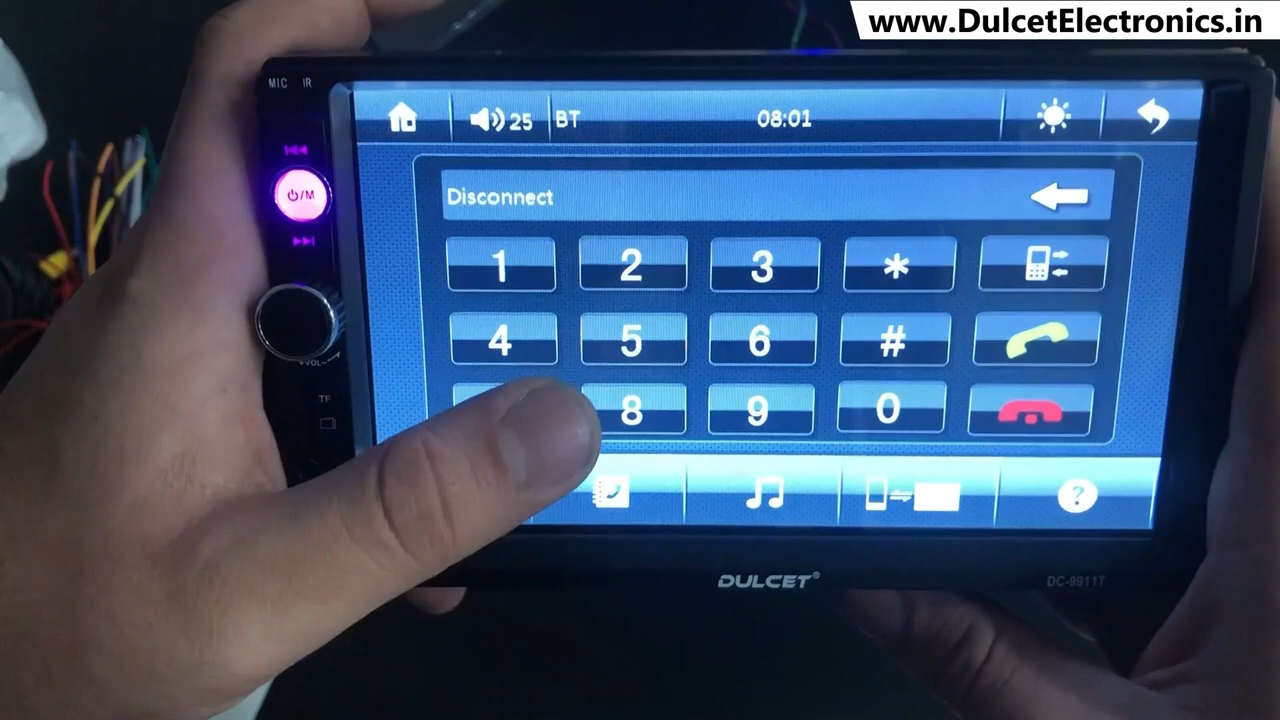 www.DulcetElectronics.in
MIC IR
25 BT 08:01
⏻/M
Disconnect
1 2 3 *
4 5 6 #
8 9 0
+VOL-
TF
?
DULCET®
DC-9911T